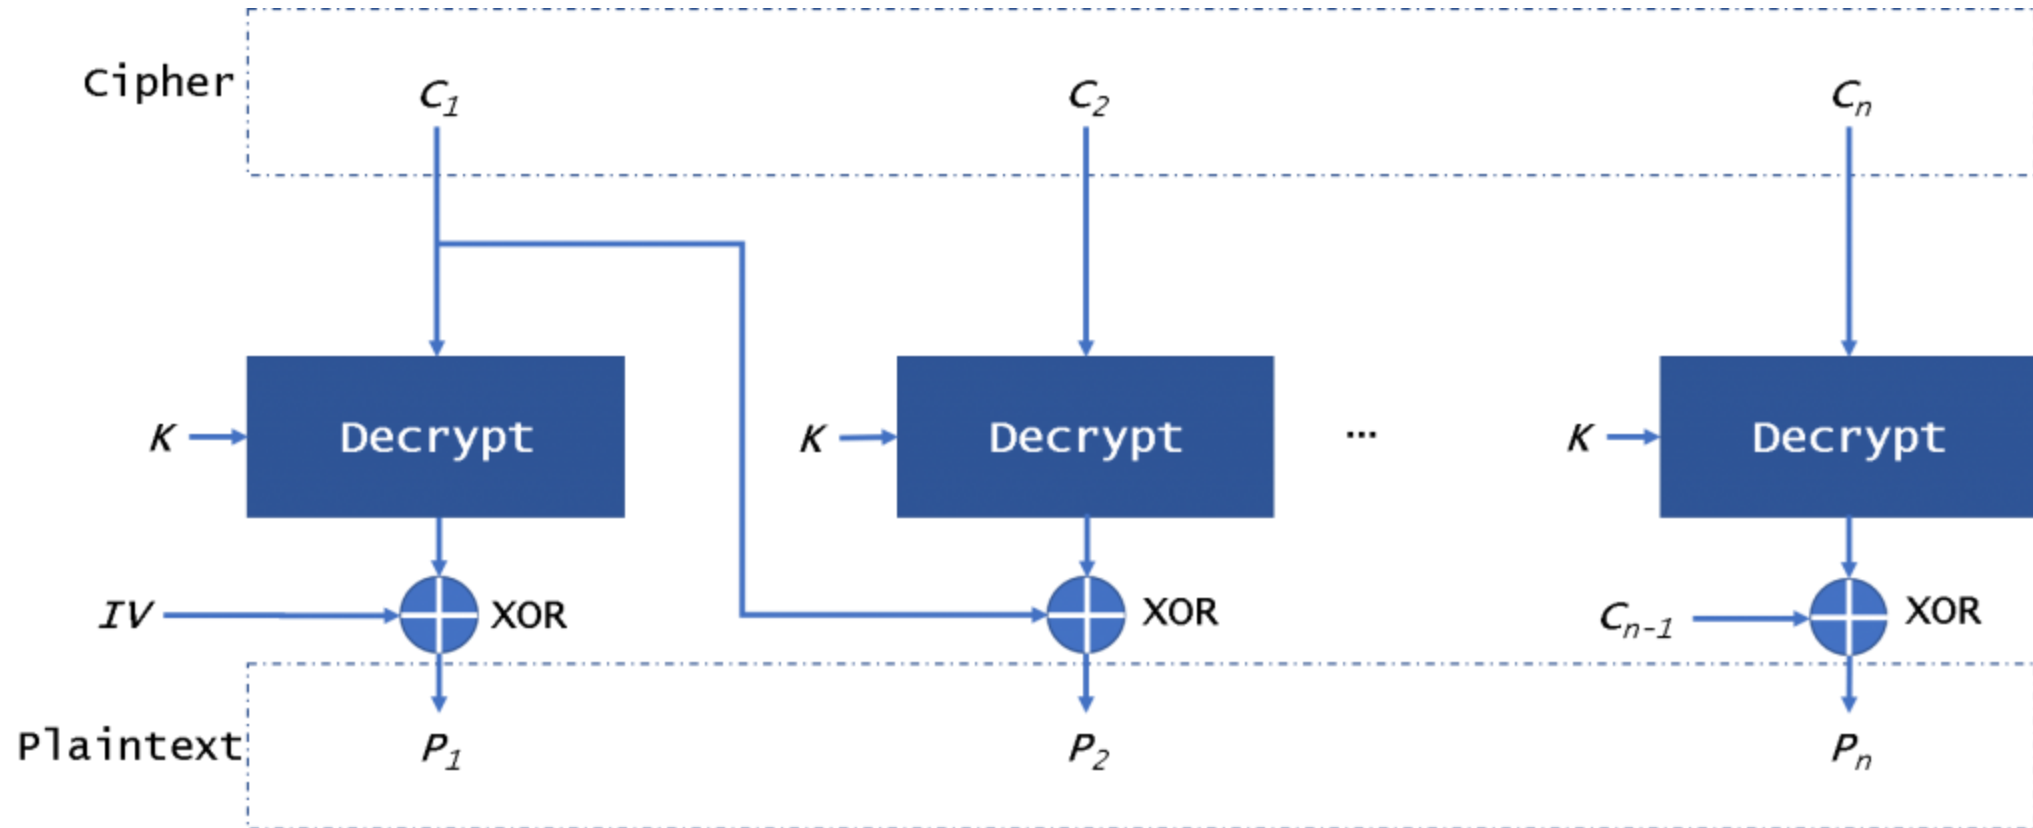 Cipher C1 C2 Cn
K Decrypt K Decrypt ... K Decrypt
IV XOR XOR Cn-1 XOR
Plaintext P1 P2 Pn